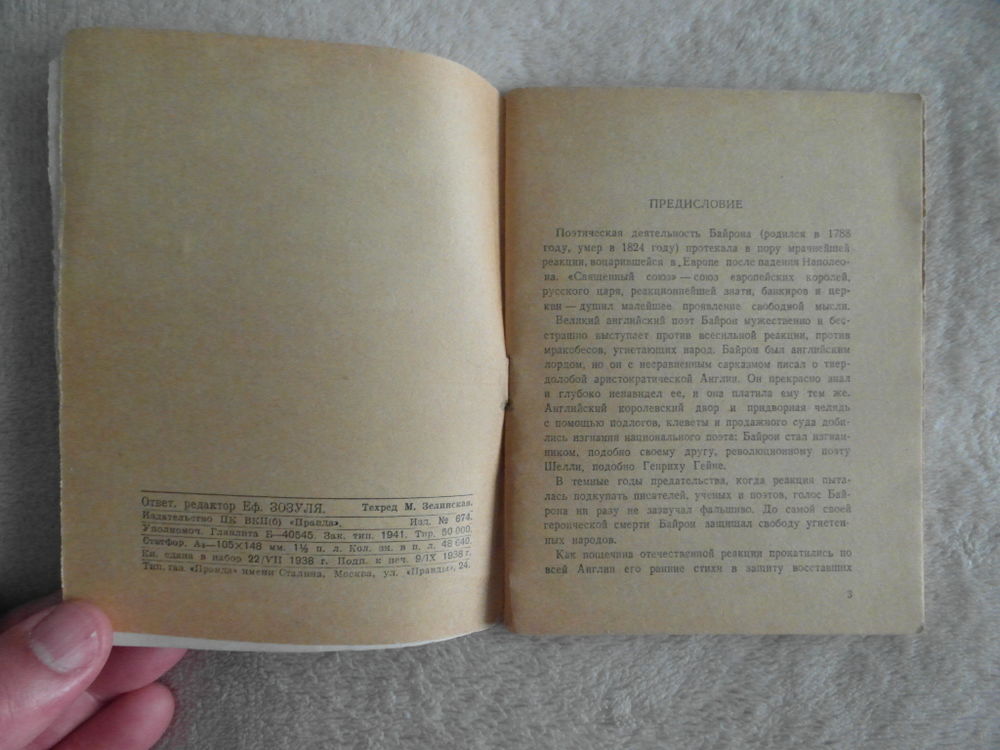 Ответ. редактор Еф. ЗОЗУЛЯ. Техред М. Зелинская.
Издательство ЦК ВКП(б) «Правда». Изд. № 674.
Уполномоч. Главлита Б—40545. Зак. тип. 1941. Тир. 50 000.
Статфор. А₆—105×148 мм. 1½ п. л. Кол. зн. в п. л. 48 640.
Кн. сдана в набор 22/VII 1938 г. Подп. к печ. 9/IX 1938 г.
Тип. газ. «Правда» имени Сталина, Москва, ул. «Правды», 24.
ПРЕДИСЛОВИЕ
Поэтическая деятельность Байрона (родился в 1788
году, умер в 1824 году) протекала в пору мрачнейшей
реакции, воцарившейся в Европе после падения Наполео-
на. «Священный союз» — союз европейских королей,
русского царя, реакционнейшей знати, банкиров и цер-
кви — душил малейшее проявление свободной мысли.
Великий английский поэт Байрон мужественно и бес-
страшно выступает против всесильной реакции, против
мракобесов, угнетающих народ. Байрон был английским
лордом, но он с несравненным сарказмом писал о твер-
долобой аристократической Англии. Он прекрасно знал
и глубоко ненавидел ее, и она платила ему тем же.
Английский королевский двор и придворная челядь
с помощью подлогов, клеветы и продажного суда доби-
лись изгнания национального поэта: Байрон стал изгнан-
ником, подобно своему другу, революционному поэту
Шелли, подобно Генриху Гейне.
В темные годы предательства, когда реакция пыта-
лась подкупать писателей, ученых и поэтов, голос Бай-
рона ни разу не зазвучал фальшиво. До самой своей
героической смерти Байрон защищал свободу угнетен-
ных народов.
Как пощечина отечественной реакции прокатились по
всей Англии его ранние стихи в защиту восставших
3